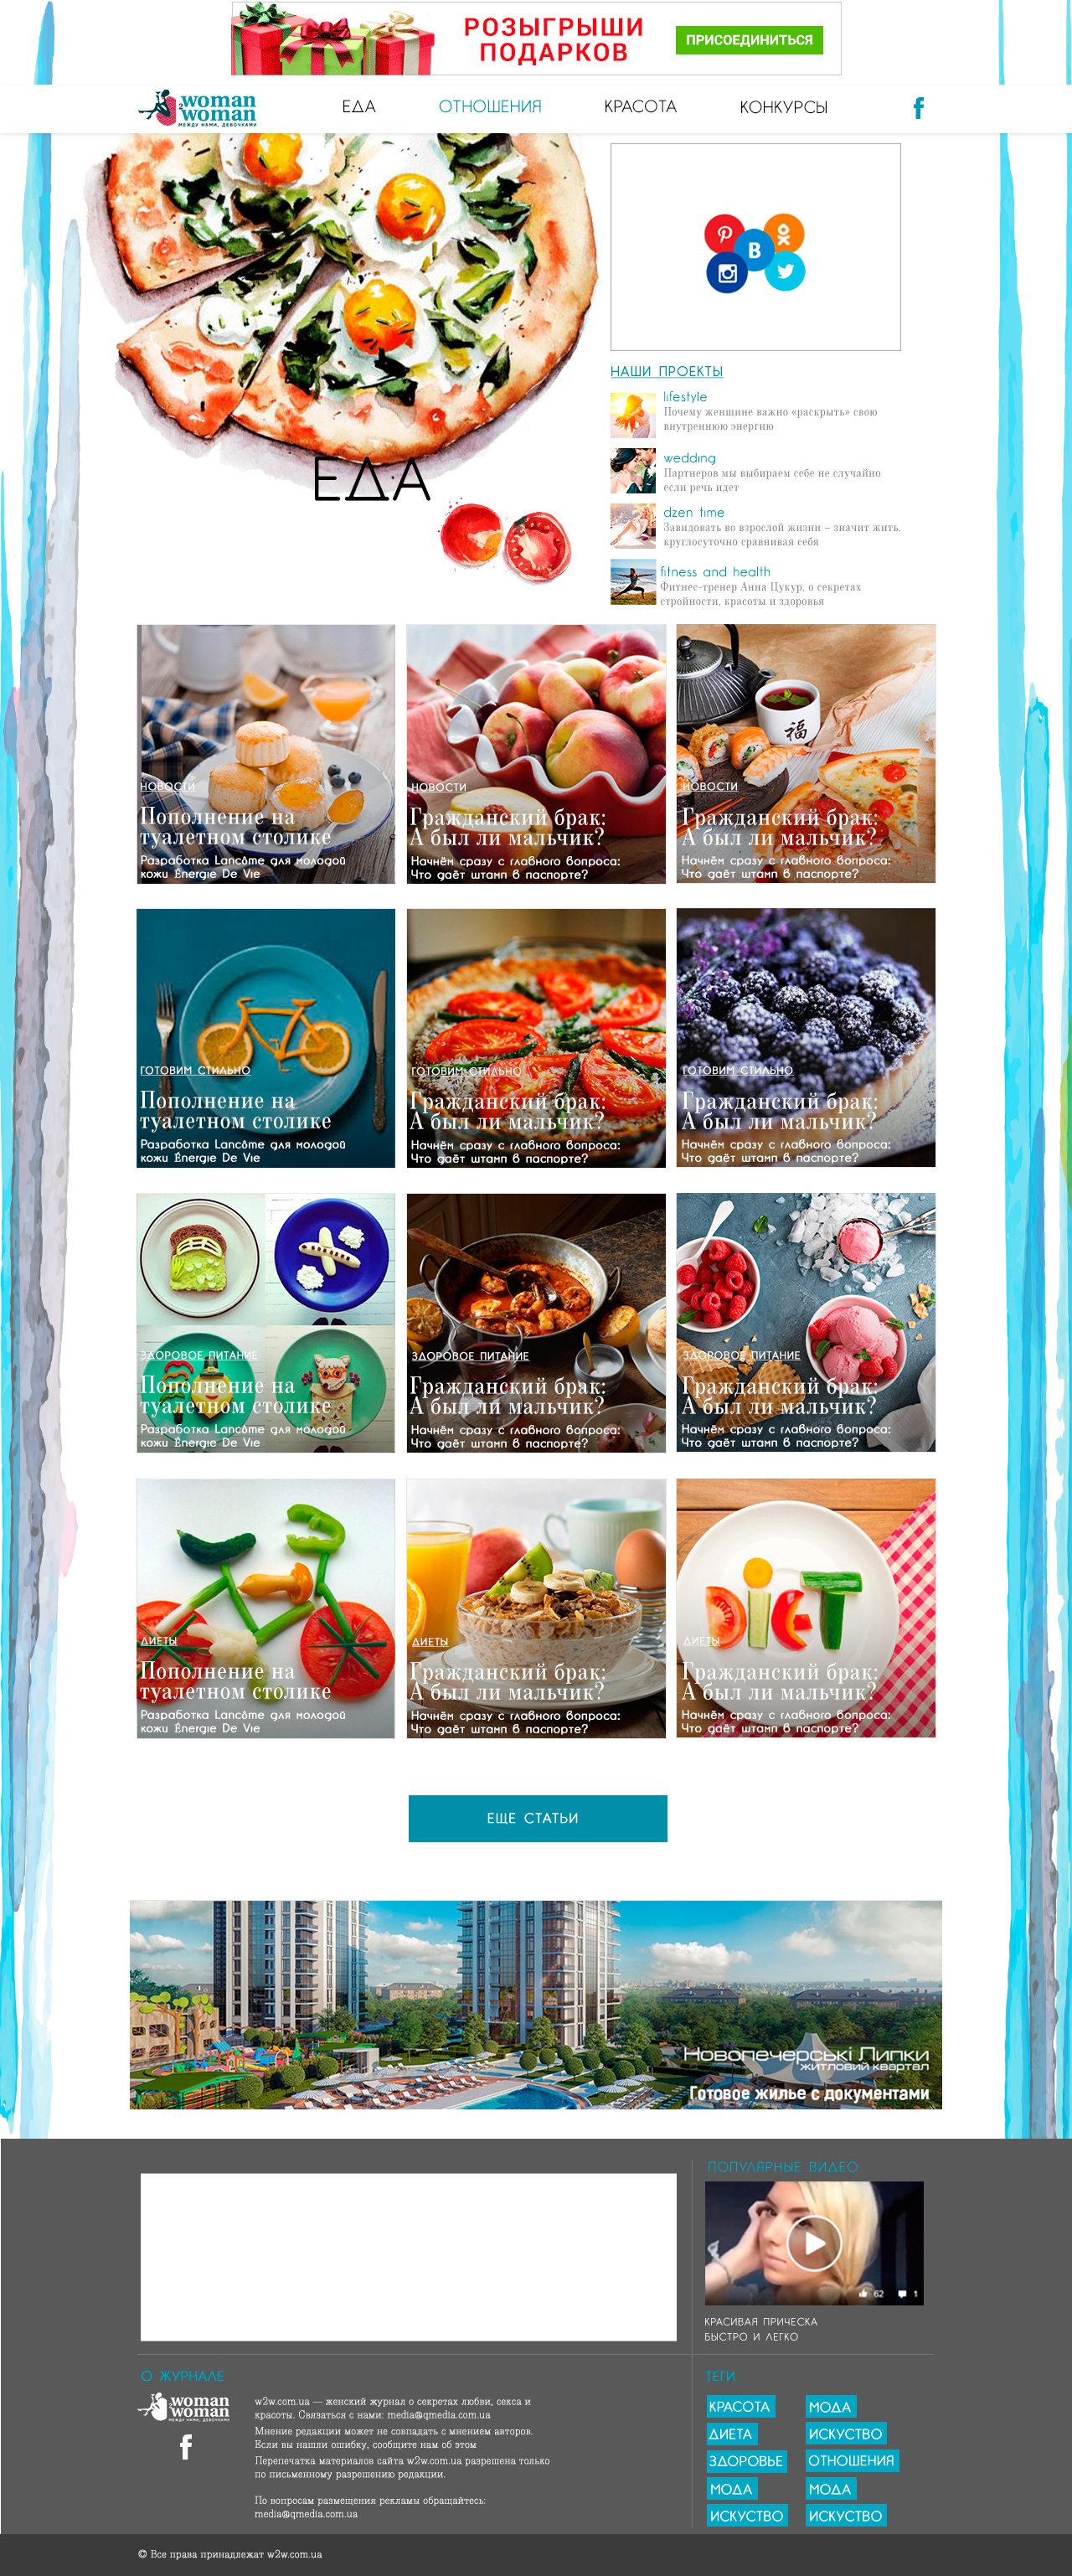 РОЗЫГРЫШИ
ПОДАРКОВ
ПРИСОЕДИНИТЬСЯ
2woman
woman
МЕЖДУ НАМИ, ДЕВОЧКАМИ
ЕДА
ОТНОШЕНИЯ
КРАСОТА
КОНКУРСЫ
f
B
ЕДА
НАШИ ПРОЕКТЫ
lifestyle
Почему женщине важно «раскрыть» свою
внутреннюю энергию
wedding
Партнеров мы выбираем себе не случайно
если речь идет
dzen time
Завидовать во взрослой жизни – значит жить,
круглосуточно сравнивая себя
fitness and health
Фитнес-тренер Анна Цукур, о секретах
стройности, красоты и здоровья
НОВОСТИ
Пополнение на
туалетном столике
Разработка Lancôme для молодой
кожи Énergie De Vie
НОВОСТИ
Гражданский брак:
А был ли мальчик?
Начнём сразу с главного вопроса:
Что даёт штамп в паспорте?
福
НОВОСТИ
Гражданский брак:
А был ли мальчик?
Начнём сразу с главного вопроса:
Что даёт штамп в паспорте?
ГОТОВИМ СТИЛЬНО
Пополнение на
туалетном столике
Разработка Lancôme для молодой
кожи Énergie De Vie
ГОТОВИМ СТИЛЬНО
Гражданский брак:
А был ли мальчик?
Начнём сразу с главного вопроса:
Что даёт штамп в паспорте?
ГОТОВИМ СТИЛЬНО
Гражданский брак:
А был ли мальчик?
Начнём сразу с главного вопроса:
Что даёт штамп в паспорте?
ЗДОРОВОЕ ПИТАНИЕ
Пополнение на
туалетном столике
Разработка Lancôme для молодой
кожи Énergie De Vie
ЗДОРОВОЕ ПИТАНИЕ
Гражданский брак:
А был ли мальчик?
Начнём сразу с главного вопроса:
Что даёт штамп в паспорте?
ЗДОРОВОЕ ПИТАНИЕ
Гражданский брак:
А был ли мальчик?
Начнём сразу с главного вопроса:
Что даёт штамп в паспорте?
ДИЕТЫ
Пополнение на
туалетном столике
Разработка Lancôme для молодой
кожи Énergie De Vie
ДИЕТЫ
Гражданский брак:
А был ли мальчик?
Начнём сразу с главного вопроса:
Что даёт штамп в паспорте?
DIET
ДИЕТЫ
Гражданский брак:
А был ли мальчик?
Начнём сразу с главного вопроса:
Что даёт штамп в паспорте?
ЕЩЕ СТАТЬИ
Новопечерські Липки
житловий квартал
Готовое жилье с документами
ПОПУЛЯРНЫЕ ВИДЕО
62 1
КРАСИВАЯ ПРИЧЕСКА
БЫСТРО И ЛЕГКО
О ЖУРНАЛЕ
2woman
woman
МЕЖДУ НАМИ, ДЕВОЧКАМИ
f
w2w.com.ua — женский журнал о секретах любви, секса и
красоты. Связаться с нами: media@qmedia.com.ua
Мнение редакции может не совпадать с мнением авторов.
Если вы нашли ошибку, сообщите нам об этом
Перепечатка материалов сайта w2w.com.ua разрешена только
по письменному разрешению редакции.
По вопросам размещения рекламы обращайтесь:
media@qmedia.com.ua
ТЕГИ
КРАСОТА
МОДА
ДИЕТА
ИСКУСТВО
ЗДОРОВЬЕ
ОТНОШЕНИЯ
МОДА
МОДА
ИСКУСТВО
ИСКУСТВО
© Все права принадлежат w2w.com.ua